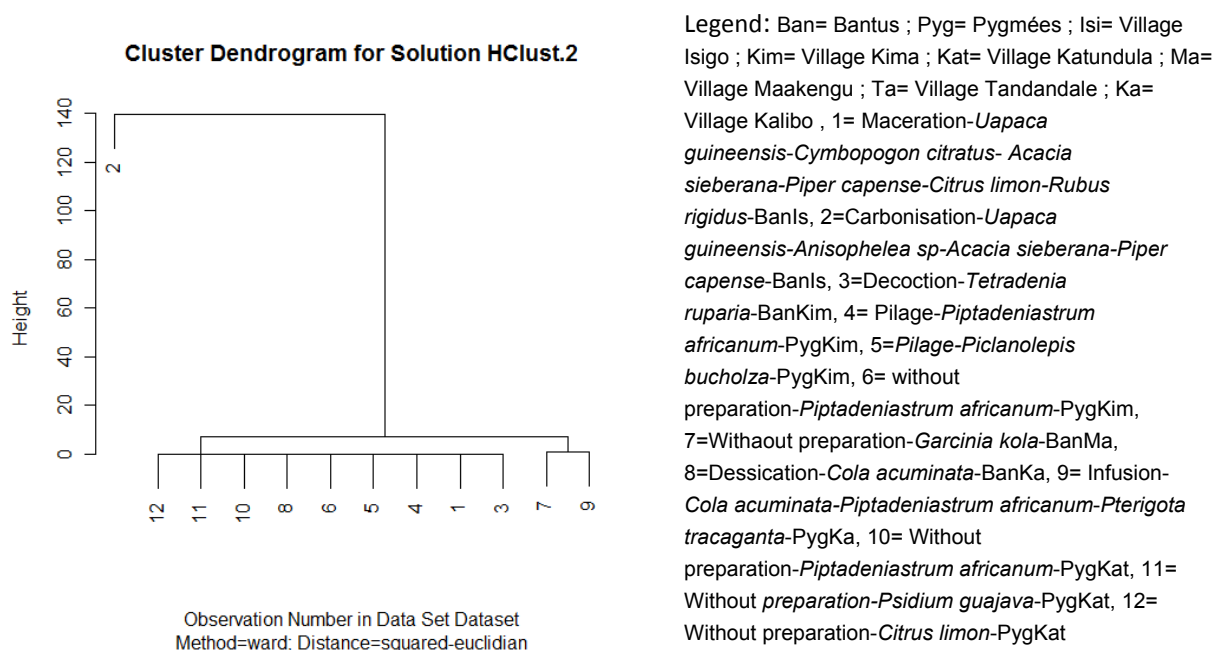 Cluster Dendrogram for Solution HClust.2
Height
140
120
100
80
60
40
20
0
2
12
11
10
8
6
5
4
1
3
7
9
Observation Number in Data Set Dataset
Method=ward; Distance=squared-euclidian
Legend: Ban= Bantus ; Pyg= Pygmées ; Isi= Village
Isigo ; Kim= Village Kima ; Kat= Village Katundula ; Ma=
Village Maakengu ; Ta= Village Tandandale ; Ka=
Village Kalibo , 1= Maceration-Uapaca
guineensis-Cymbopogon citratus- Acacia
sieberana-Piper capense-Citrus limon-Rubus
rigidus-BanIs, 2=Carbonisation-Uapaca
guineensis-Anisophelea sp-Acacia sieberana-Piper
capense-BanIs, 3=Decoction-Tetradenia
ruparia-BanKim, 4= Pilage-Piptadeniastrum
africanum-PygKim, 5=Pilage-Piclanolepis
bucholza-PygKim, 6= without
preparation-Piptadeniastrum africanum-PygKim,
7=Withaout preparation-Garcinia kola-BanMa,
8=Dessication-Cola acuminata-BanKa, 9= Infusion-
Cola acuminata-Piptadeniastrum africanum-Pterigota
tracaganta-PygKa, 10= Without
preparation-Piptadeniastrum africanum-PygKat, 11=
Without preparation-Psidium guajava-PygKat, 12=
Without preparation-Citrus limon-PygKat